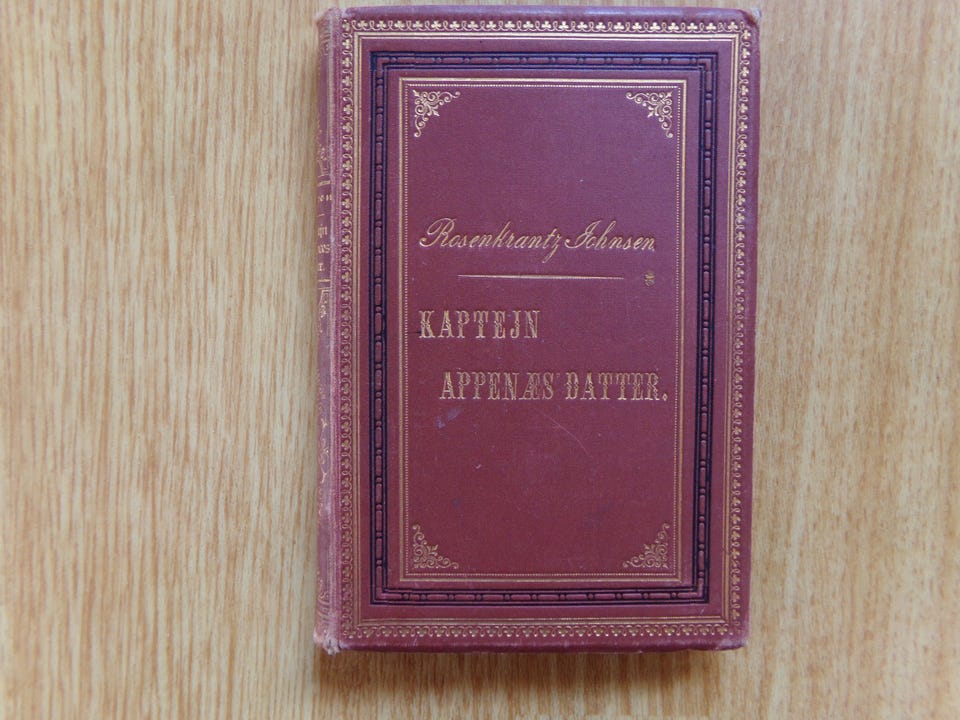 Rosenkrantz Johnsen
KAPTEJN
APPENÆS' DATTER.